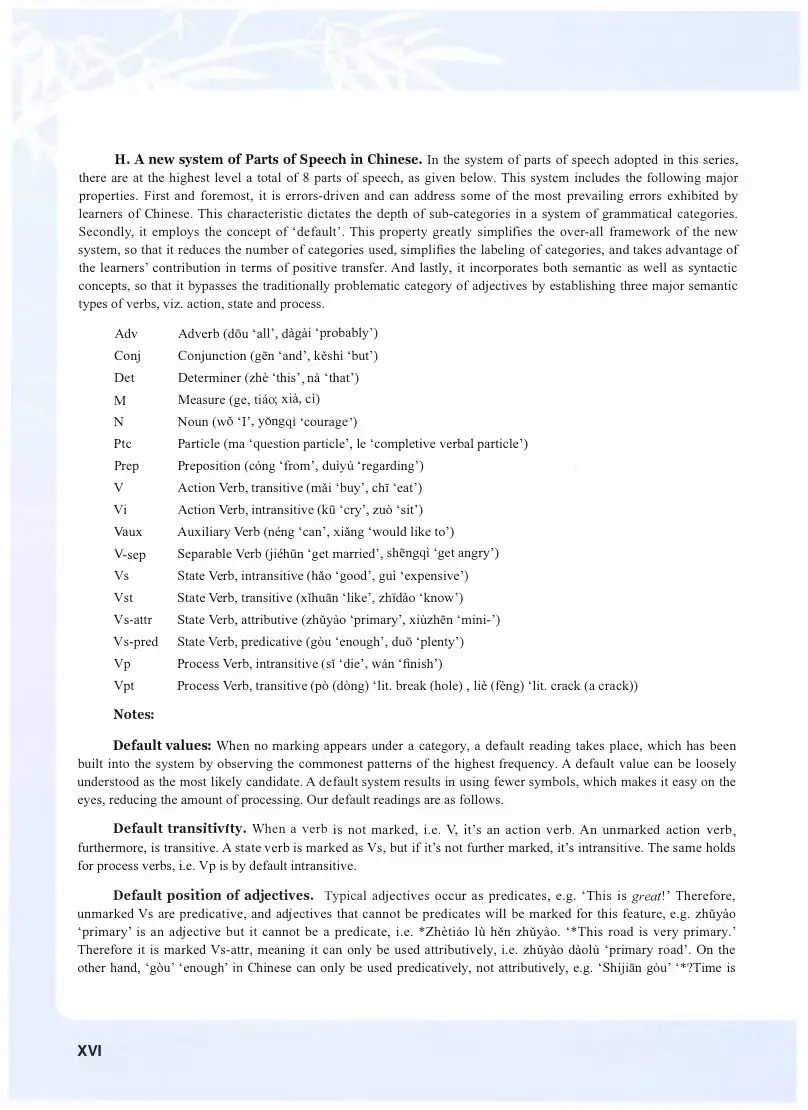 H. A new system of Parts of Speech in Chinese. In the system of parts of speech adopted in this series,
there are at the highest level a total of 8 parts of speech, as given below. This system includes the following major
properties. First and foremost, it is errors-driven and can address some of the most prevailing errors exhibited by
learners of Chinese. This characteristic dictates the depth of sub-categories in a system of grammatical categories.
Secondly, it employs the concept of ‘default’. This property greatly simplifies the over-all framework of the new
system, so that it reduces the number of categories used, simplifies the labeling of categories, and takes advantage of
the learners’ contribution in terms of positive transfer. And lastly, it incorporates both semantic as well as syntactic
concepts, so that it bypasses the traditionally problematic category of adjectives by establishing three major semantic
types of verbs, viz. action, state and process.
Adv Adverb (dōu ‘all’, dàgài ‘probably’)
Conj Conjunction (gēn ‘and’, kěshì ‘but’)
Det Determiner (zhè ‘this’, nà ‘that’)
M Measure (ge, tiáo; xià, cì)
N Noun (wǒ ‘I’, yǒngqì ‘courage’)
Ptc Particle (ma ‘question particle’, le ‘completive verbal particle’)
Prep Preposition (cóng ‘from’, duìyú ‘regarding’)
V Action Verb, transitive (mǎi ‘buy’, chī ‘eat’)
Vi Action Verb, intransitive (kū ‘cry’, zuò ‘sit’)
Vaux Auxiliary Verb (néng ‘can’, xiǎng ‘would like to’)
V-sep Separable Verb (jiéhūn ‘get married’, shēngqì ‘get angry’)
Vs State Verb, intransitive (hǎo ‘good’, guì ‘expensive’)
Vst State Verb, transitive (xǐhuān ‘like’, zhīdào ‘know’)
Vs-attr State Verb, attributive (zhǔyào ‘primary’, xiùzhēn ‘mini-’)
Vs-pred State Verb, predicative (gòu ‘enough’, duō ‘plenty’)
Vp Process Verb, intransitive (sǐ ‘die’, wán ‘finish’)
Vpt Process Verb, transitive (pò (dòng) ‘lit. break (hole) , liè (fèng) ‘lit. crack (a crack))
Notes:
Default values: When no marking appears under a category, a default reading takes place, which has been
built into the system by observing the commonest patterns of the highest frequency. A default value can be loosely
understood as the most likely candidate. A default system results in using fewer symbols, which makes it easy on the
eyes, reducing the amount of processing. Our default readings are as follows.
Default transitivity. When a verb is not marked, i.e. V, it’s an action verb. An unmarked action verb,
furthermore, is transitive. A state verb is marked as Vs, but if it’s not further marked, it’s intransitive. The same holds
for process verbs, i.e. Vp is by default intransitive.
Default position of adjectives. Typical adjectives occur as predicates, e.g. ‘This is great!’ Therefore,
unmarked Vs are predicative, and adjectives that cannot be predicates will be marked for this feature, e.g. zhǔyào
‘primary’ is an adjective but it cannot be a predicate, i.e. *Zhètiáo lù hěn zhǔyào. ‘*This road is very primary.’
Therefore it is marked Vs-attr, meaning it can only be used attributively, i.e. zhǔyào dàolù ‘primary road’. On the
other hand, ‘gòu’ ‘enough’ in Chinese can only be used predicatively, not attributively, e.g. ‘Shíjiān gòu’ ‘*?Time is
XVI